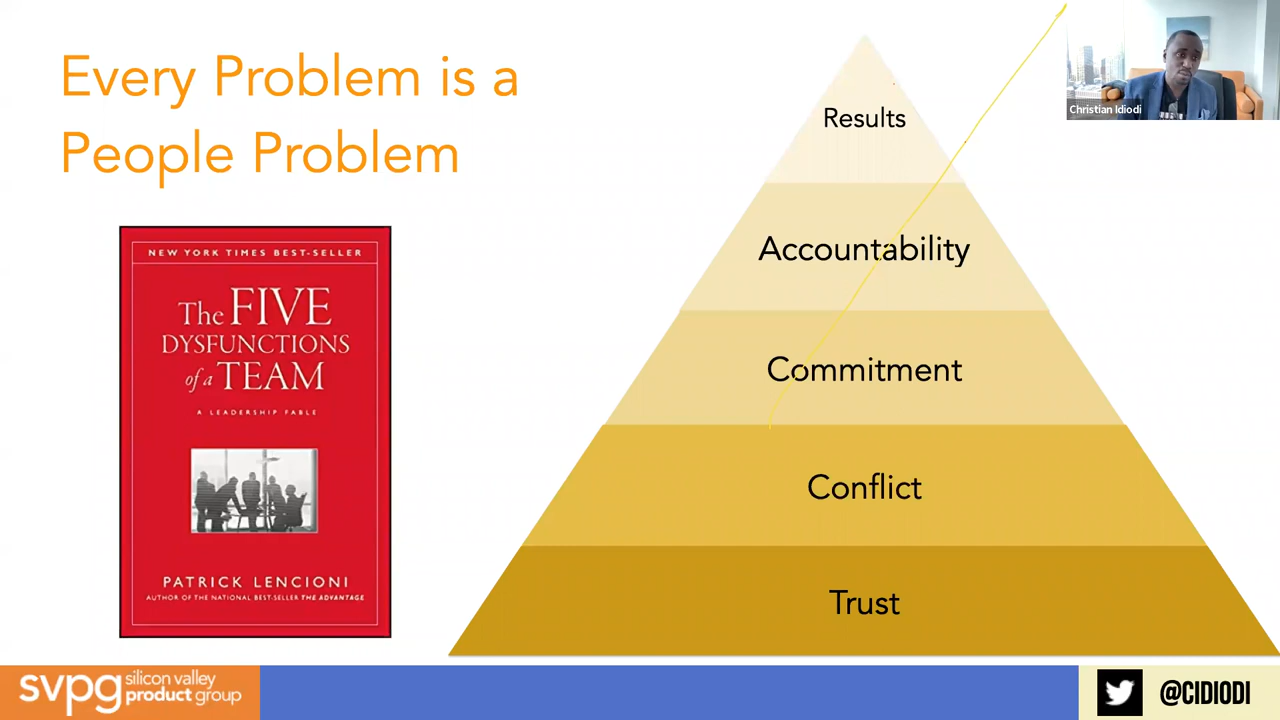 Every Problem is a
People Problem
NEW YORK TIMES BEST-SELLER
The FIVE
DYSFUNCTIONS
of a TEAM
A LEADERSHIP FABLE
PATRICK LENCIONI
AUTHOR OF THE NATIONAL BEST-SELLER THE ADVANTAGE
Results
Accountability
Commitment
Conflict
Trust
Christian Idiodi
svpg silicon valley
product group
@CIDIODI